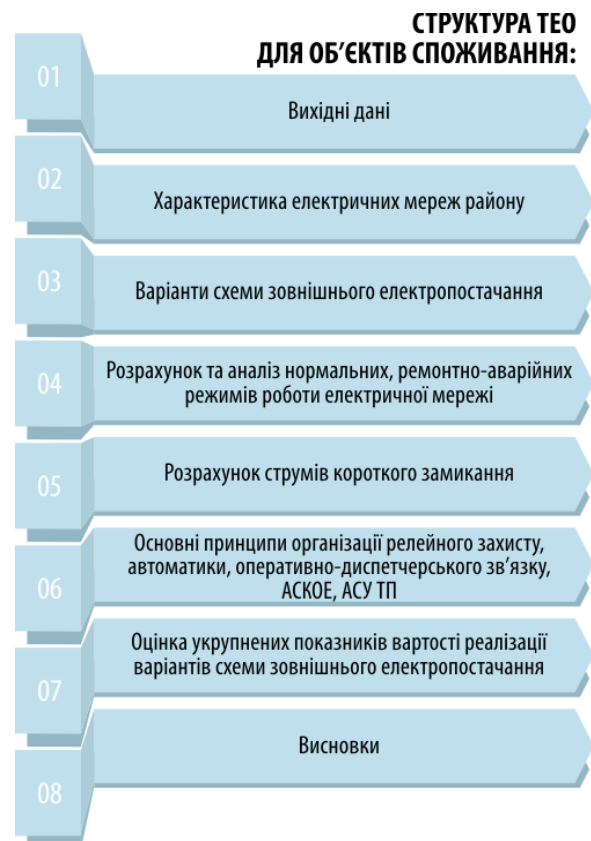 СТРУКТУРА ТЕО
ДЛЯ ОБ'ЄКТІВ СПОЖИВАННЯ:
01
Вихідні дані
02
Характеристика електричних мереж району
03
Варіанти схеми зовнішнього електропостачання
04
Розрахунок та аналіз нормальних, ремонтно-аварійних
режимів роботи електричної мережі
05
Розрахунок струмів короткого замикання
06
Основні принципи організації релейного захисту,
автоматики, оперативно-диспетчерського зв'язку,
АСКОЕ, АСУ ТП
07
Оцінка укрупнених показників вартості реалізації
варіантів схеми зовнішнього електропостачання
08
Висновки